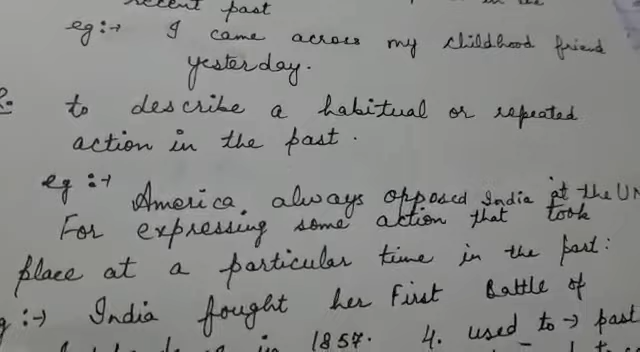 recent past
eg:→ I came across my childhood friend
yesterday.
2. to describe a habitual or repeated
action in the past.
eg:→ America always opposed India at the UN
For expressing some action that took
place at a particular time in the past:
eg:→ India fought her First Battle of
in 1857. 4. used to → past